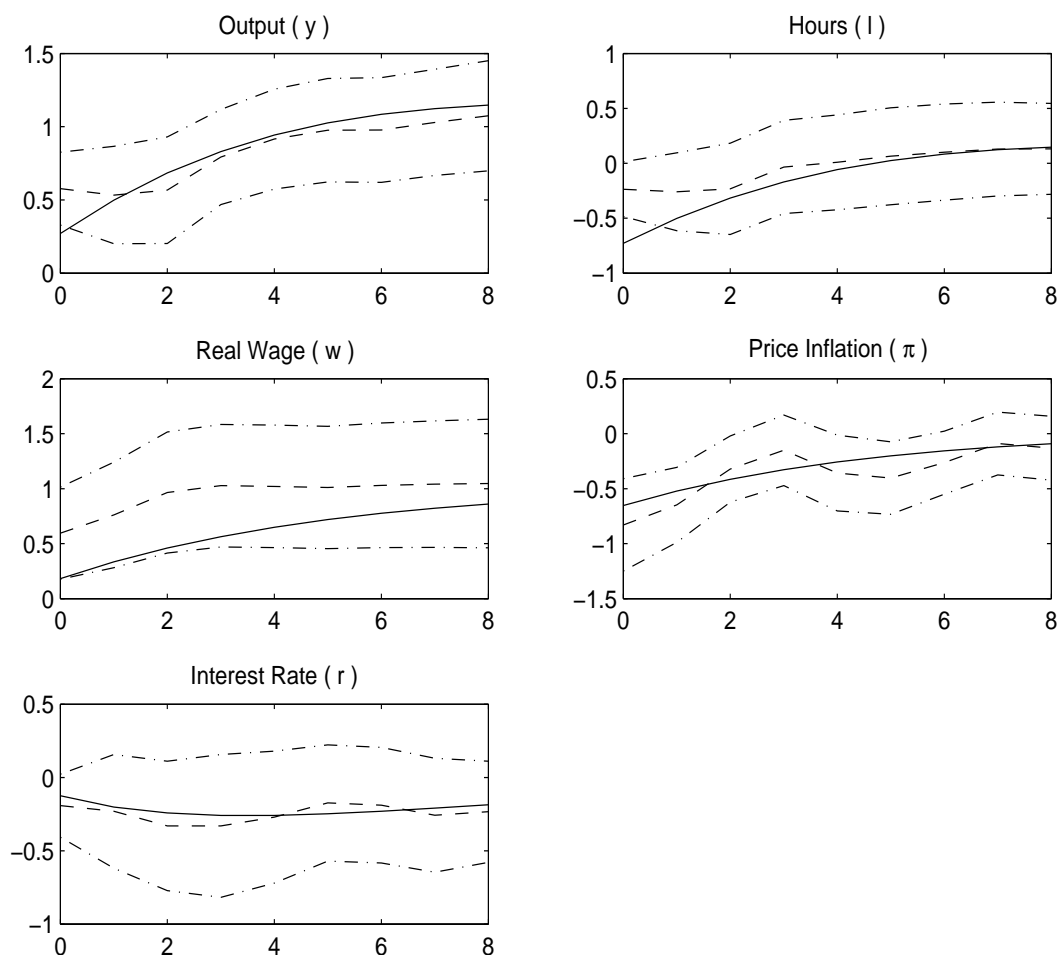 Output ( y )
1.5
1
0.5
0
0 2 4 6 8
Hours ( l )
1
0.5
0
−0.5
−1
0 2 4 6 8
Real Wage ( w )
2
1.5
1
0.5
0
0 2 4 6 8
Price Inflation ( π )
0.5
0
−0.5
−1
−1.5
0 2 4 6 8
Interest Rate ( r )
0.5
0
−0.5
−1
0 2 4 6 8